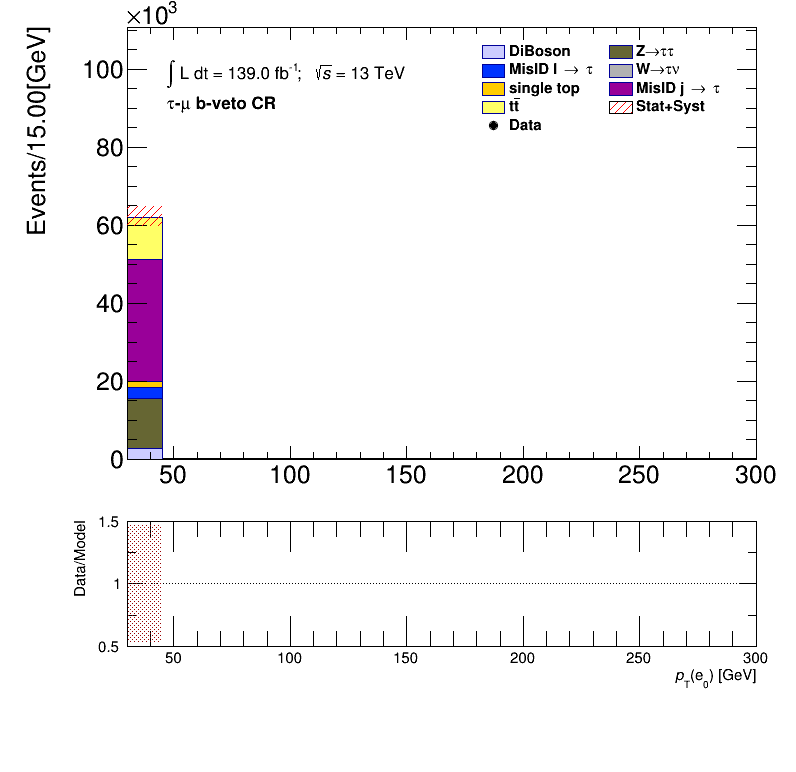 ×10³
Events/15.00[GeV]
100
80
60
40
20
0
∫ L dt = 139.0 fb⁻¹; √s = 13 TeV
τ-μ b-veto CR
DiBoson
MisID l → τ
single top
tt̄
Data
Z→ττ
W→τν
MisID j → τ
Stat+Syst
50 100 150 200 250 300
Data/Model
1.5
1
0.5
50 100 150 200 250 300
p_T(e_0) [GeV]